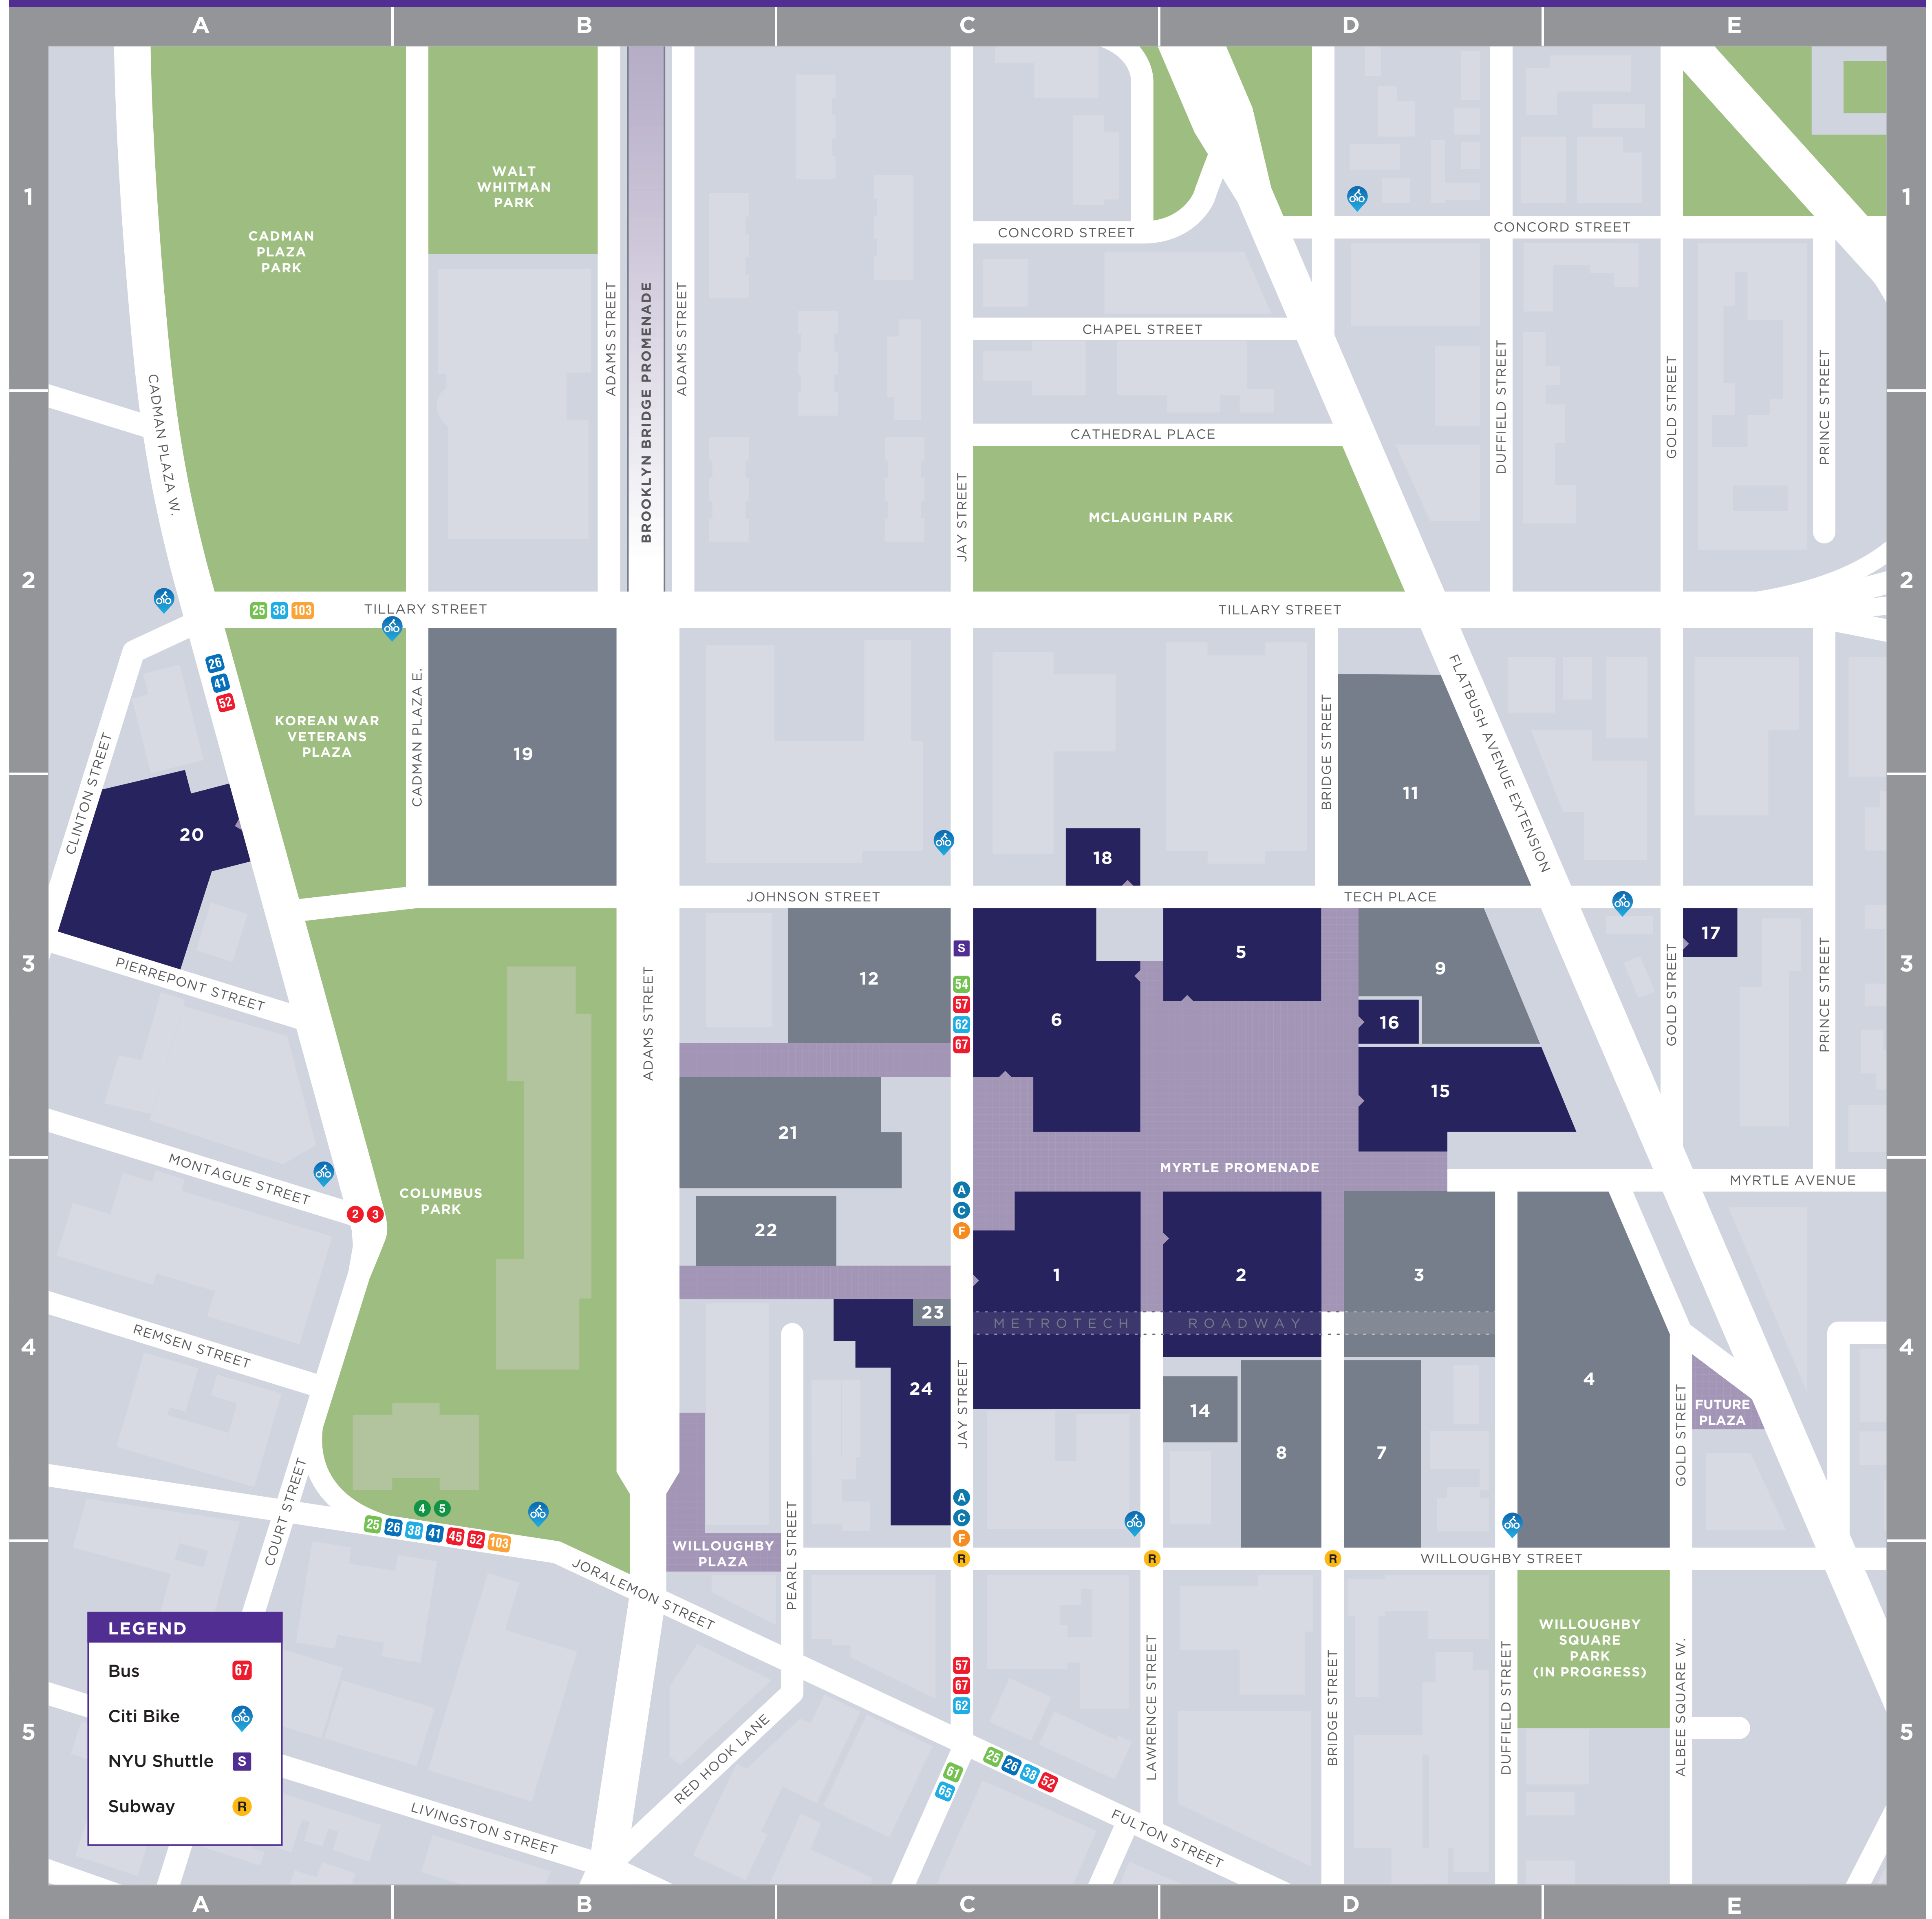 A B C D E
1 1
WALT
WHITMAN
PARK
CADMAN
PLAZA
PARK
CONCORD STREET
CONCORD STREET
ADAMS STREET
BROOKLYN BRIDGE PROMENADE
ADAMS STREET
CHAPEL STREET
CADMAN PLAZA W.
DUFFIELD STREET
GOLD STREET
PRINCE STREET
CATHEDRAL PLACE
JAY STREET
MCLAUGHLIN PARK
2 2
25 38 103
TILLARY STREET
TILLARY STREET
26
41
52
KOREAN WAR
VETERANS
PLAZA
CADMAN PLAZA E.
19
CLINTON STREET
20
BRIDGE STREET
11
FLATBUSH AVENUE EXTENSION
18
JOHNSON STREET
TECH PLACE
3 3
PIERREPONT STREET
ADAMS STREET
12
S
54
57
62
67
6
5
9
16
15
17
GOLD STREET
PRINCE STREET
21
MONTAGUE STREET
2 3
COLUMBUS
PARK
22
A
C
F
MYRTLE PROMENADE
MYRTLE AVENUE
1
2
3
23
METROTECH ROADWAY
4 4
REMSEN STREET
24
JAY STREET
14
8
7
4
FUTURE
PLAZA
GOLD STREET
COURT STREET
4 5
25 26 38 41 45 52 103
A
C
F
R
R
R
WILLOUGHBY STREET
WILLOUGHBY
PLAZA
PEARL STREET
JORALEMON STREET
WILLOUGHBY
SQUARE
PARK
(IN PROGRESS)
57
67
62
LAWRENCE STREET
BRIDGE STREET
DUFFIELD STREET
ALBEE SQUARE W.
5 5
RED HOOK LANE
61
65
25 26 38 52
FULTON STREET
LIVINGSTON STREET
LEGEND
Bus 67
Citi Bike
NYU Shuttle S
Subway R
A B C D E